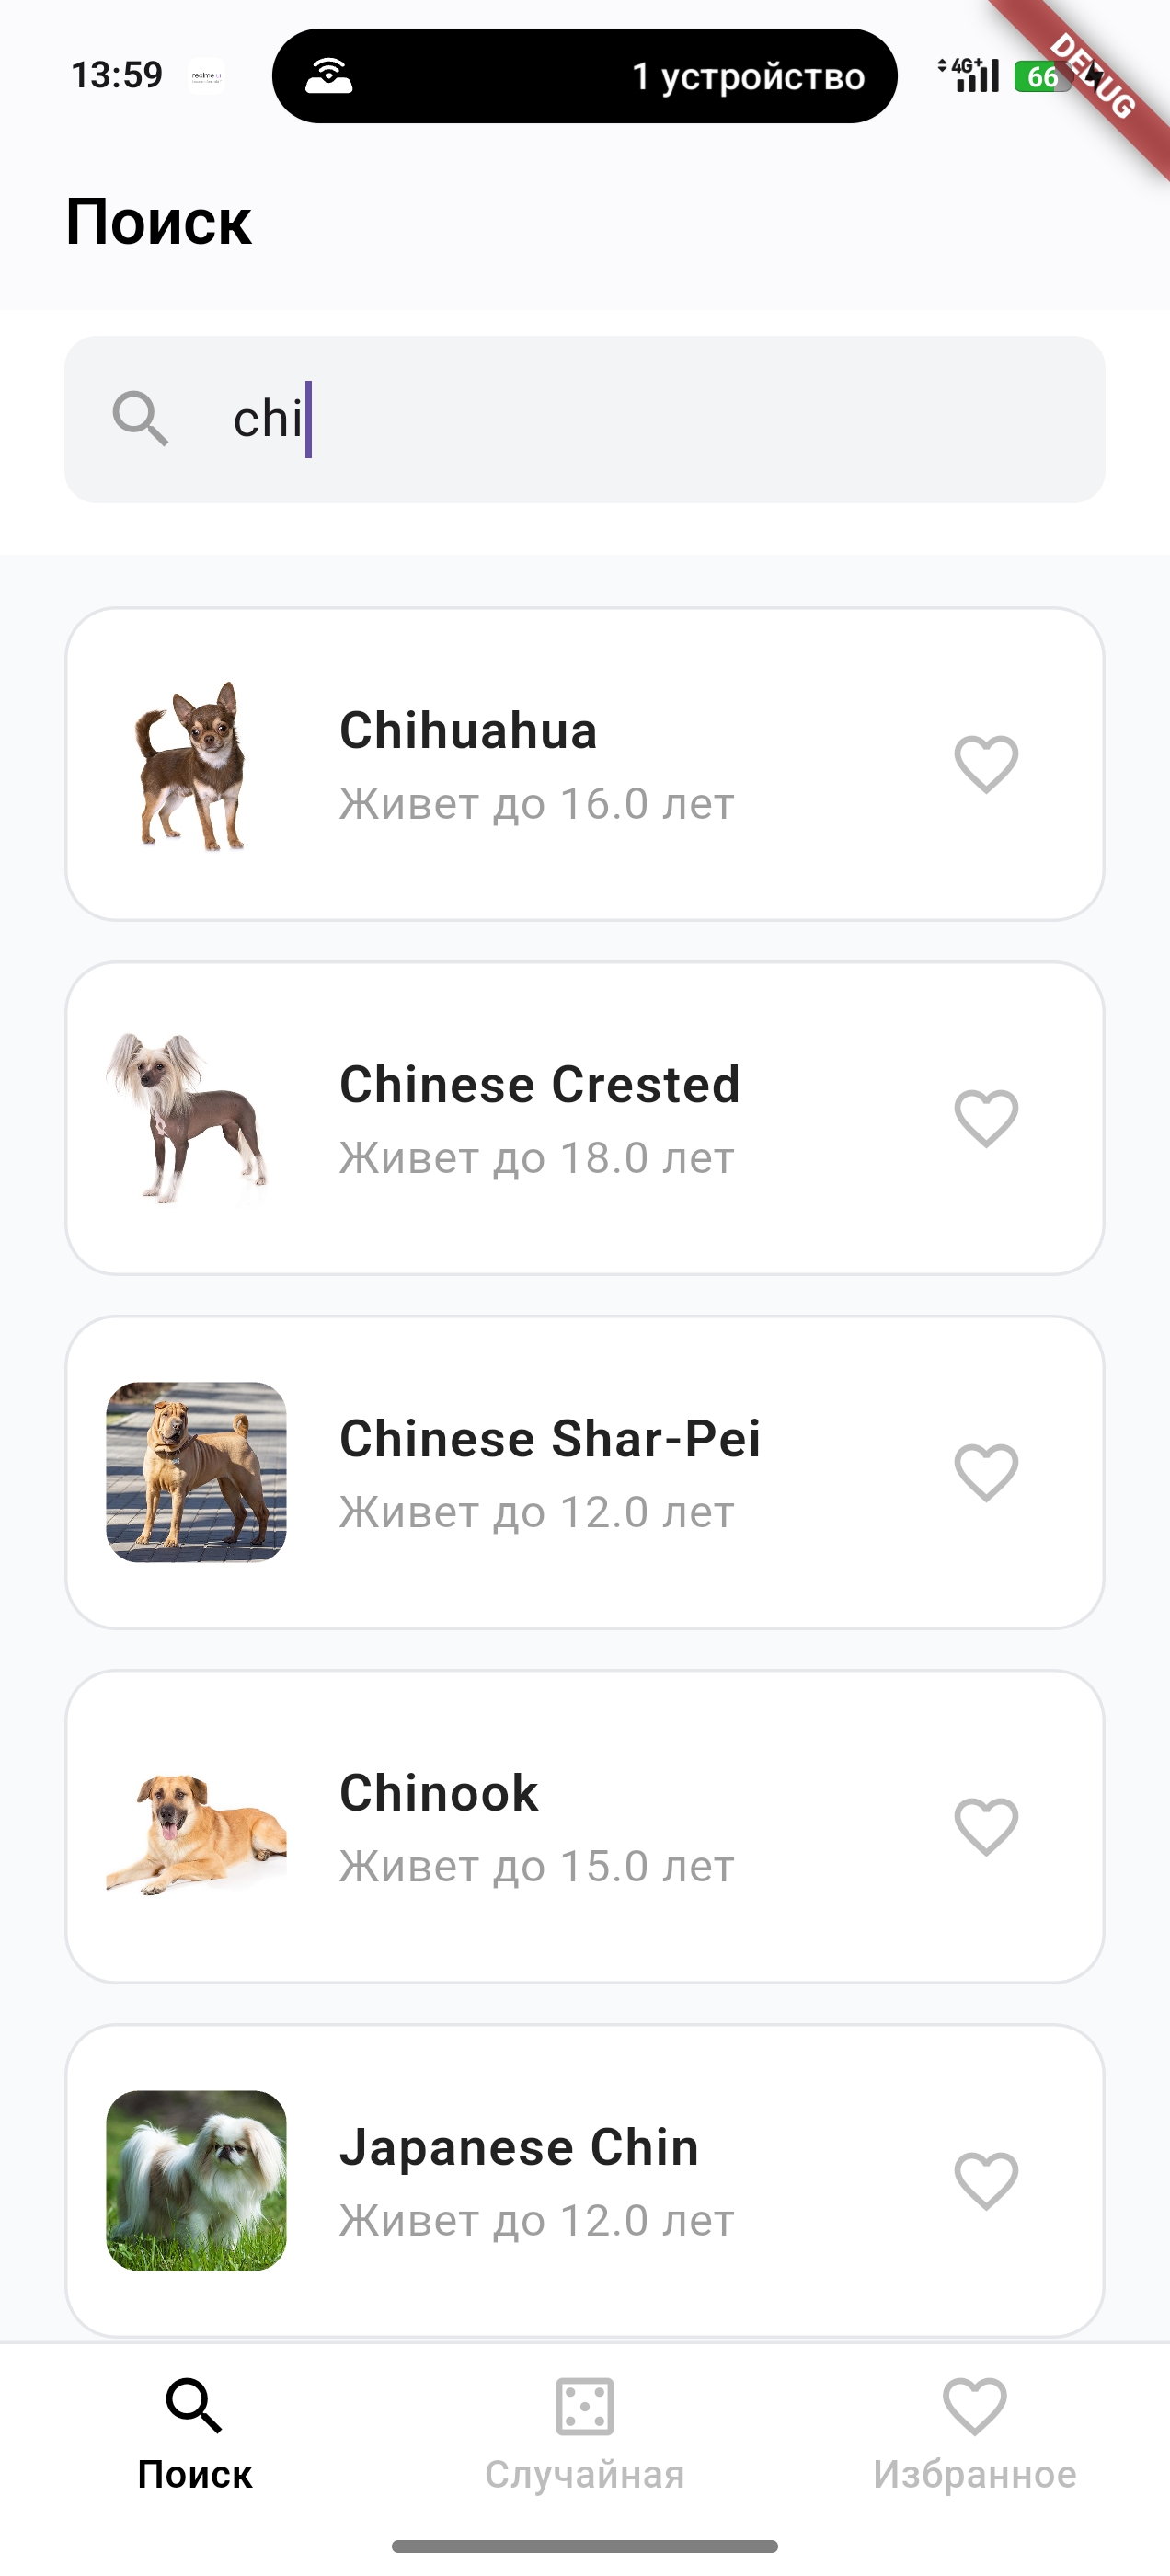 13:59
1 устройство
4G+
66
DEBUG
Поиск
chi
Chihuahua
Живет до 16.0 лет
Chinese Crested
Живет до 18.0 лет
Chinese Shar-Pei
Живет до 12.0 лет
Chinook
Живет до 15.0 лет
Japanese Chin
Живет до 12.0 лет
Поиск
Случайная
Избранное